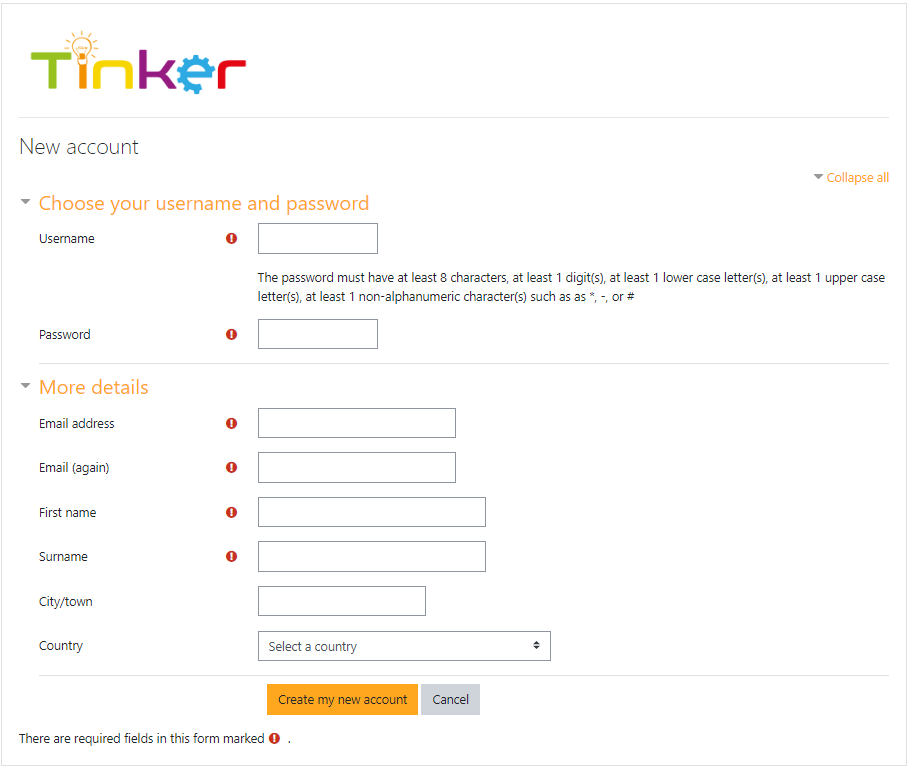 Tinker
New account
Collapse all
Choose your username and password
Username
The password must have at least 8 characters, at least 1 digit(s), at least 1 lower case letter(s), at least 1 upper case
letter(s), at least 1 non-alphanumeric character(s) such as as *, -, or #
Password
More details
Email address
Email (again)
First name
Surname
City/town
Country Select a country
Create my new account Cancel
There are required fields in this form marked .